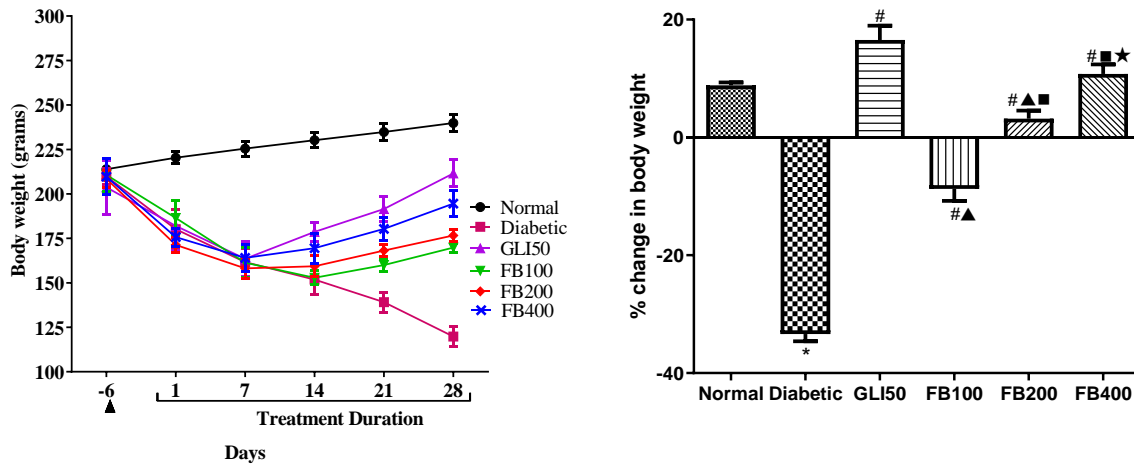 Body weight (grams)
300
275
250
225
200
175
150
125
100
-6
1
7
14
21
28
▲
Treatment Duration
Days
Normal
Diabetic
GLI50
FB100
FB200
FB400
% change in body weight
20
0
-20
-40
*
#
#▲
#▲■
#■★
Normal
Diabetic
GLI50
FB100
FB200
FB400